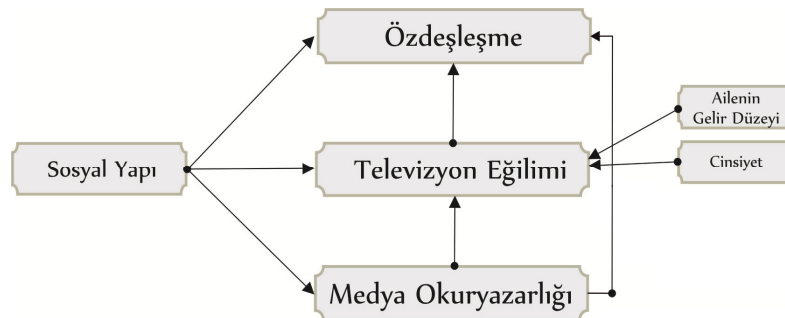 Özdeşleşme
Ailenin
Gelir Düzeyi
Sosyal Yapı
Televizyon Eğilimi
Cinsiyet
Medya Okuryazarlığı